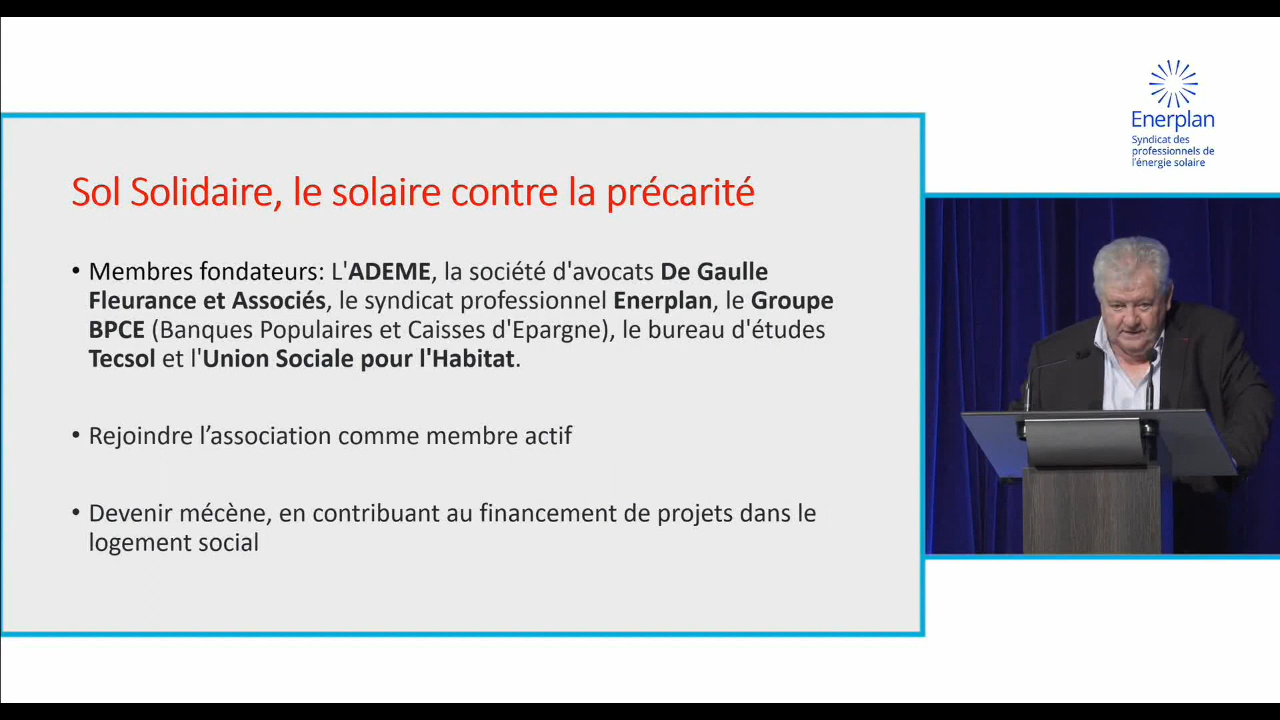 Enerplan
Syndicat des
professionnels de
l'énergie solaire
Sol Solidaire, le solaire contre la précarité
• Membres fondateurs: L'ADEME, la société d'avocats De Gaulle
Fleurance et Associés, le syndicat professionnel Enerplan, le Groupe
BPCE (Banques Populaires et Caisses d'Epargne), le bureau d'études
Tecsol et l'Union Sociale pour l'Habitat.
• Rejoindre l’association comme membre actif
• Devenir mécène, en contribuant au financement de projets dans le
logement social